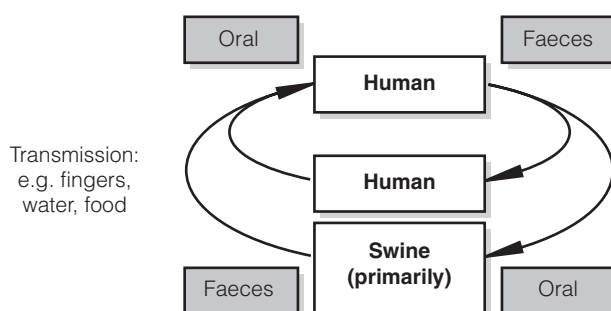 Oral
Faeces
Human
Transmission:
e.g. fingers,
water, food
Human
Swine
(primarily)
Faeces
Oral